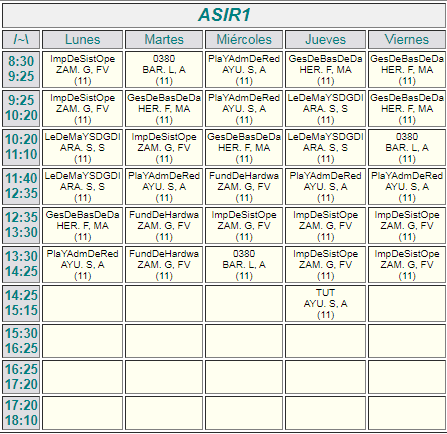 ASIR1
/~\ Lunes Martes Miércoles Jueves Viernes
8:30 ImpDeSistOpe 0380 PlaYAdmDeRed GesDeBasDeDa GesDeBasDeDa
ZAM. G, FV BAR. L, A AYU. S, A HER. F, MA HER. F, MA
9:25 (11) (11) (11) (11) (11)
9:25 ImpDeSistOpe GesDeBasDeDa PlaYAdmDeRed LeDeMaYSDGDI GesDeBasDeDa
ZAM. G, FV HER. F, MA AYU. S, A ARA. S, S HER. F, MA
10:20 (11) (11) (11) (11) (11)
10:20 LeDeMaYSDGDI ImpDeSistOpe GesDeBasDeDa LeDeMaYSDGDI 0380
ARA. S, S ZAM. G, FV HER. F, MA ARA. S, S BAR. L, A
11:10 (11) (11) (11) (11) (11)
11:40 LeDeMaYSDGDI PlaYAdmDeRed FundDeHardwa PlaYAdmDeRed PlaYAdmDeRed
ARA. S, S AYU. S, A ZAM. G, FV AYU. S, A AYU. S, A
12:35 (11) (11) (11) (11) (11)
12:35 GesDeBasDeDa FundDeHardwa ImpDeSistOpe ImpDeSistOpe ImpDeSistOpe
HER. F, MA ZAM. G, FV ZAM. G, FV ZAM. G, FV ZAM. G, FV
13:30 (11) (11) (11) (11) (11)
13:30 PlaYAdmDeRed FundDeHardwa 0380 ImpDeSistOpe ImpDeSistOpe
AYU. S, A ZAM. G, FV BAR. L, A ZAM. G, FV ZAM. G, FV
14:25 (11) (11) (11) (11) (11)
14:25 TUT
AYU. S, A
15:15 (11)
15:30
16:25
16:25
17:20
17:20
18:10